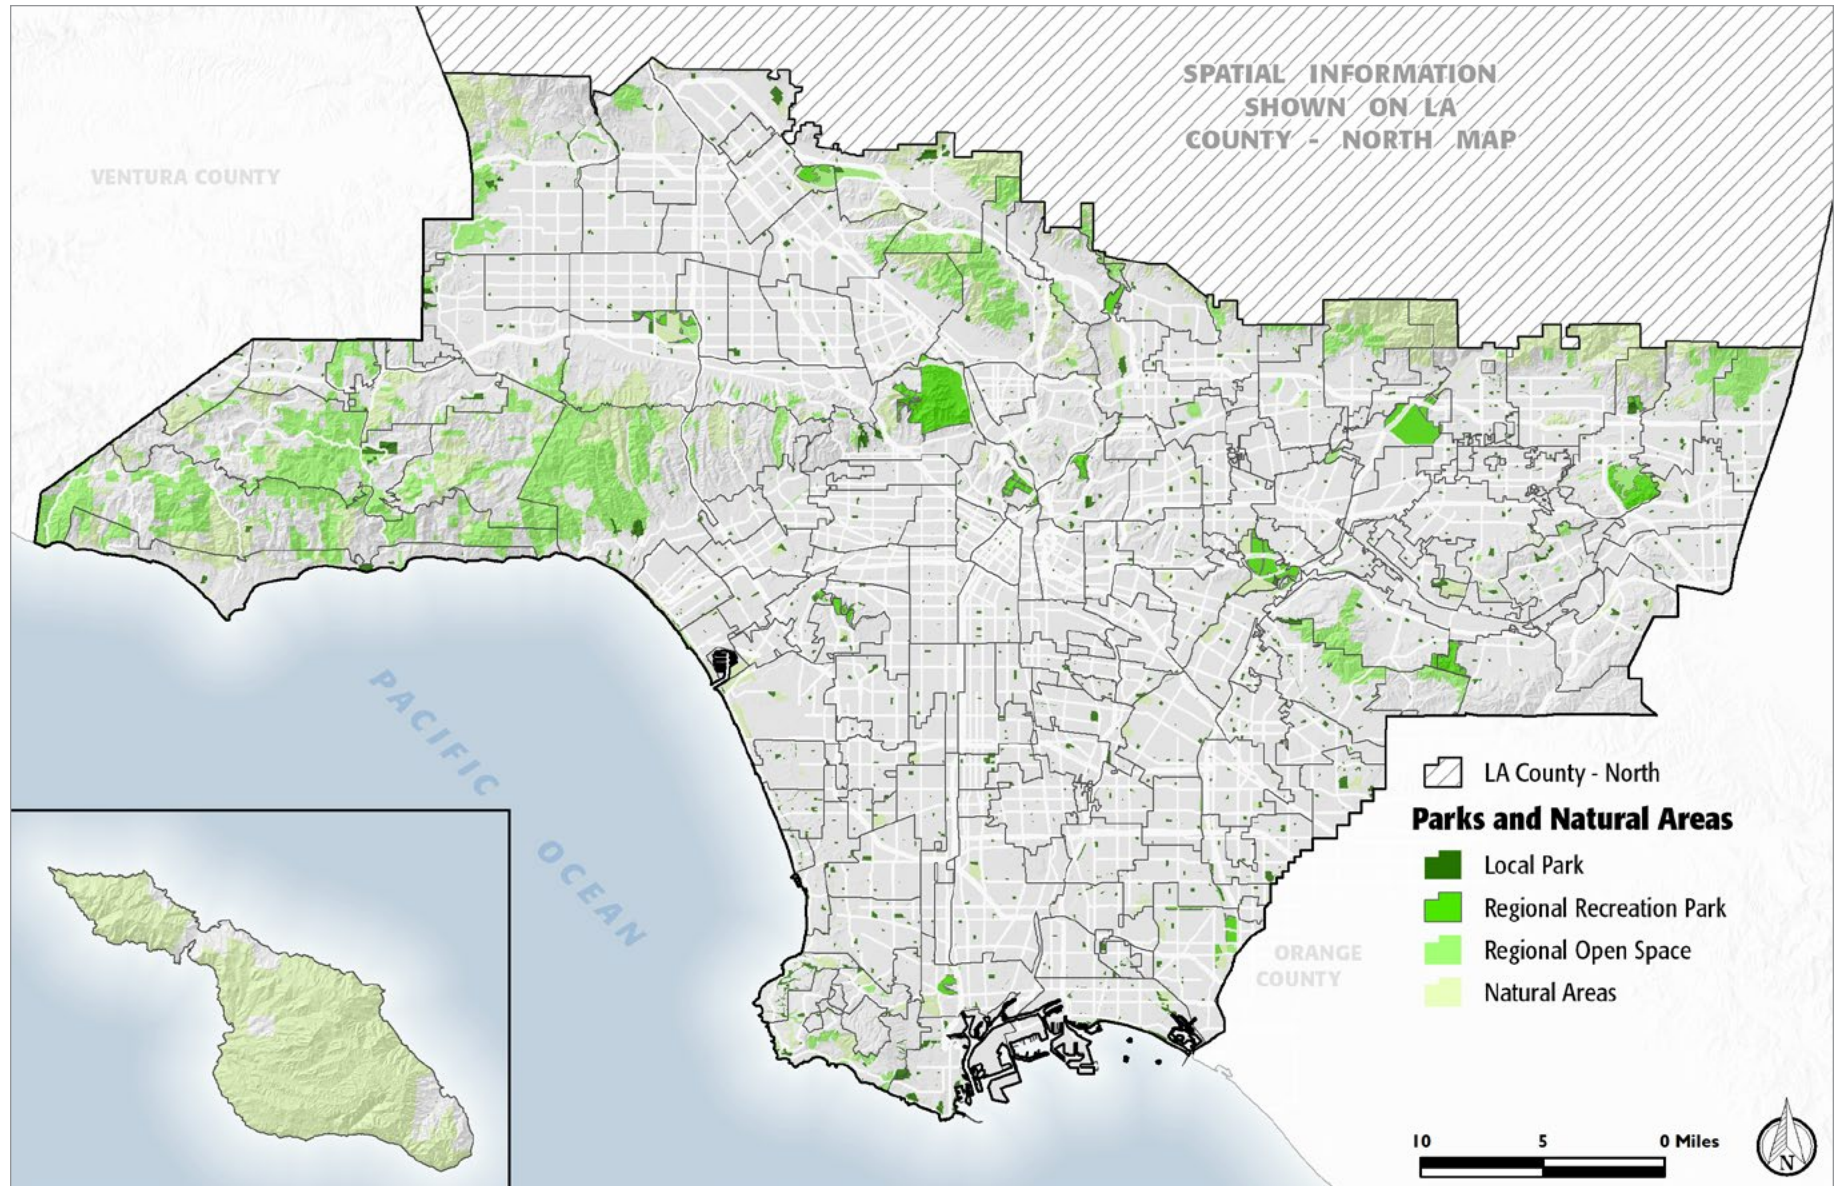 SPATIAL INFORMATION
SHOWN ON LA
COUNTY - NORTH MAP
VENTURA COUNTY
PACIFIC
OCEAN
ORANGE
COUNTY
LA County - North
Parks and Natural Areas
Local Park
Regional Recreation Park
Regional Open Space
Natural Areas
10 5 0 Miles
N